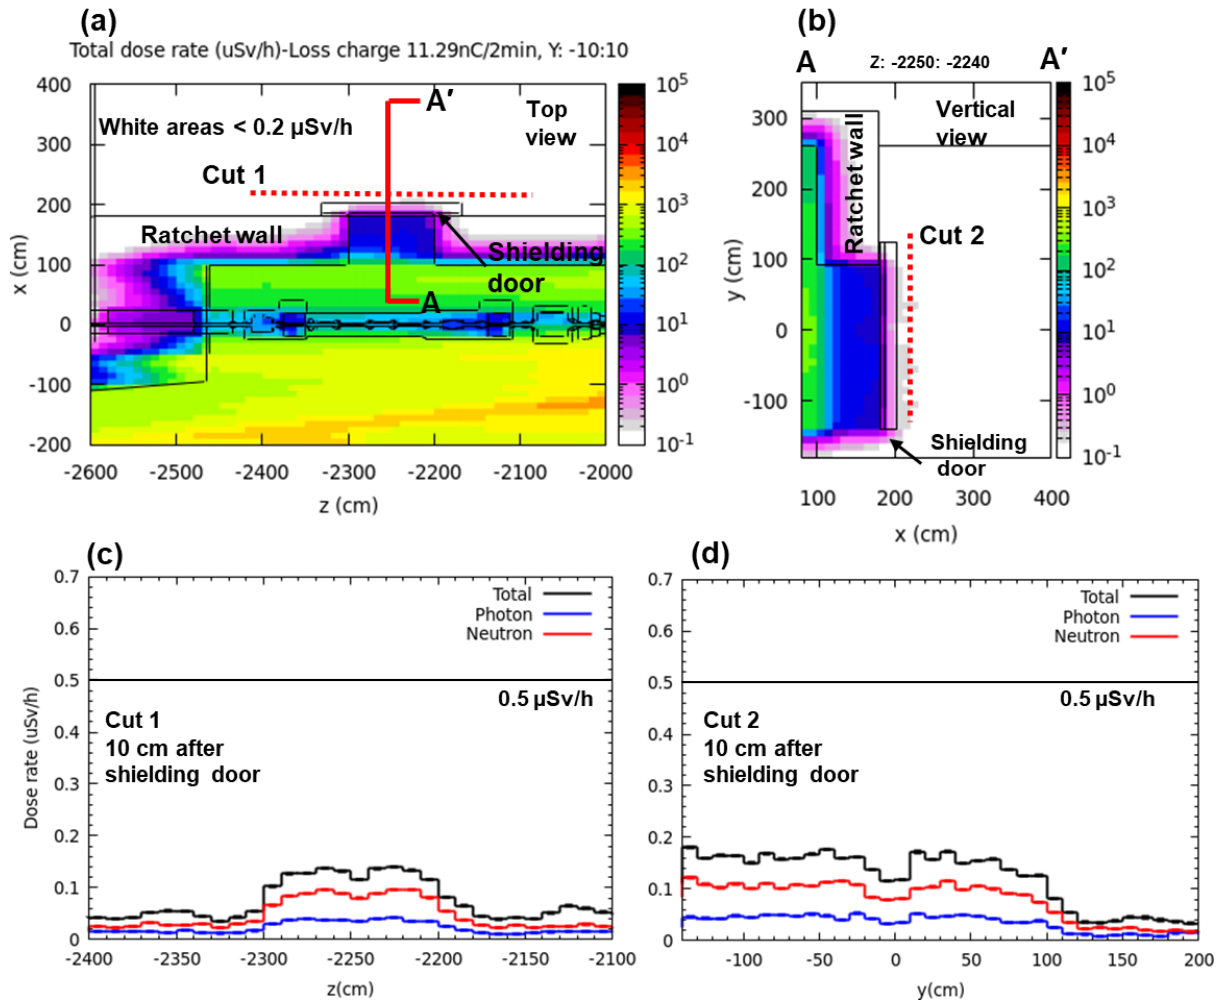 (a)
Total dose rate (uSv/h)-Loss charge 11.29nC/2min, Y: -10:10
400
300
200
100
0
-100
-200
x (cm)
White areas < 0.2 µSv/h
A′
Top
view
Cut 1
Ratchet wall
Shielding
door
A
10^5
10^4
10^3
10^2
10^1
10^0
10^-1
-2600 -2500 -2400 -2300 -2200 -2100 -2000
z (cm)
(b)
A Z: -2250: -2240 A′
300
200
100
0
-100
y (cm)
Ratchet wall
Vertical
view
Cut 2
Shielding
door
10^5
10^4
10^3
10^2
10^1
10^0
10^-1
100 200 300 400
x (cm)
(c)
0.7
0.6
0.5
0.4
0.3
0.2
0.1
0
Dose rate (uSv/h)
Total
Photon
Neutron
0.5 µSv/h
Cut 1
10 cm after
shielding door
-2400 -2350 -2300 -2250 -2200 -2150 -2100
z(cm)
(d)
0.7
0.6
0.5
0.4
0.3
0.2
0.1
0
Total
Photon
Neutron
0.5 µSv/h
Cut 2
10 cm after
shielding door
-100 -50 0 50 100 150 200
y(cm)